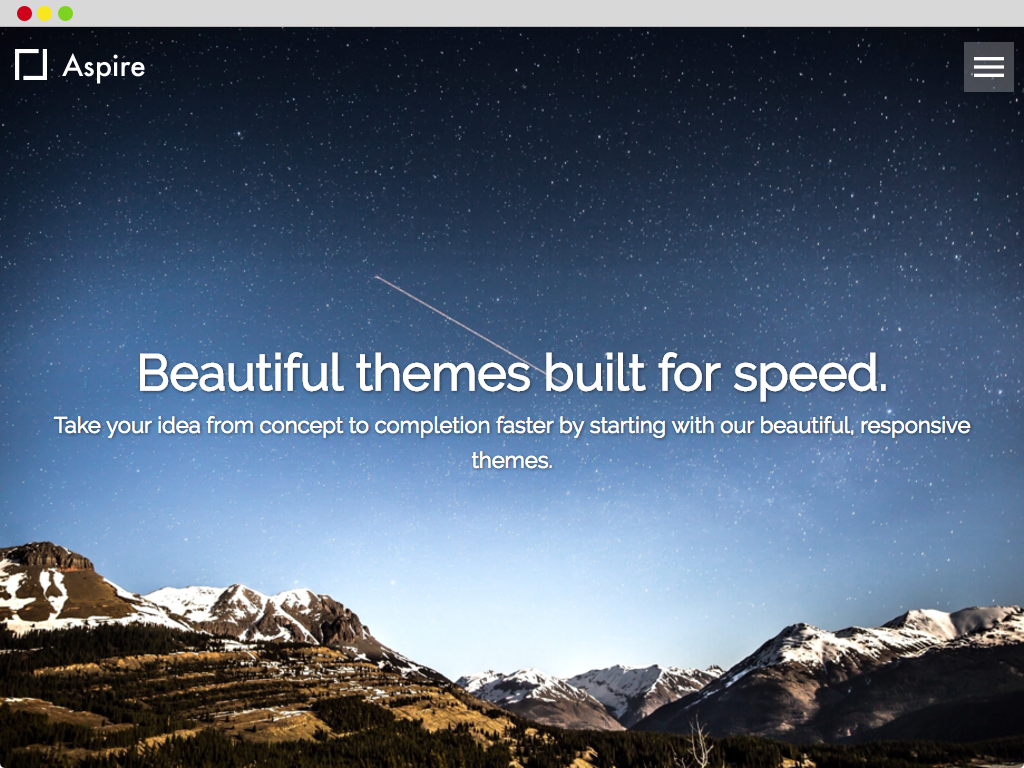 Aspire
Beautiful themes built for speed.
Take your idea from concept to completion faster by starting with our beautiful, responsive
themes.